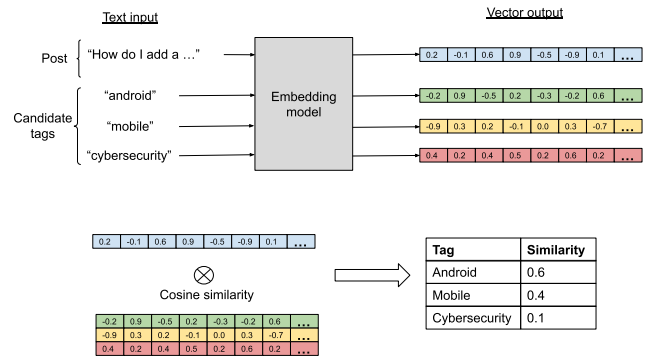 Text input
Vector output
Post
“How do I add a …”
0.2 -0.1 0.6 0.9 -0.5 -0.9 0.1 ...
Candidate tags
“android”
Embedding model
-0.2 0.9 -0.5 0.2 -0.3 -0.2 0.6 ...
“mobile”
-0.9 0.3 0.2 -0.1 0.0 0.3 -0.7 ...
“cybersecurity”
0.4 0.2 0.4 0.5 0.2 0.6 0.2 ...
0.2 -0.1 0.6 0.9 -0.5 -0.9 0.1 ...
Cosine similarity
-0.2 0.9 -0.5 0.2 -0.3 -0.2 0.6 ...
-0.9 0.3 0.2 -0.1 0.0 0.3 -0.7 ...
0.4 0.2 0.4 0.5 0.2 0.6 0.2 ...
Tag Similarity
Android 0.6
Mobile 0.4
Cybersecurity 0.1